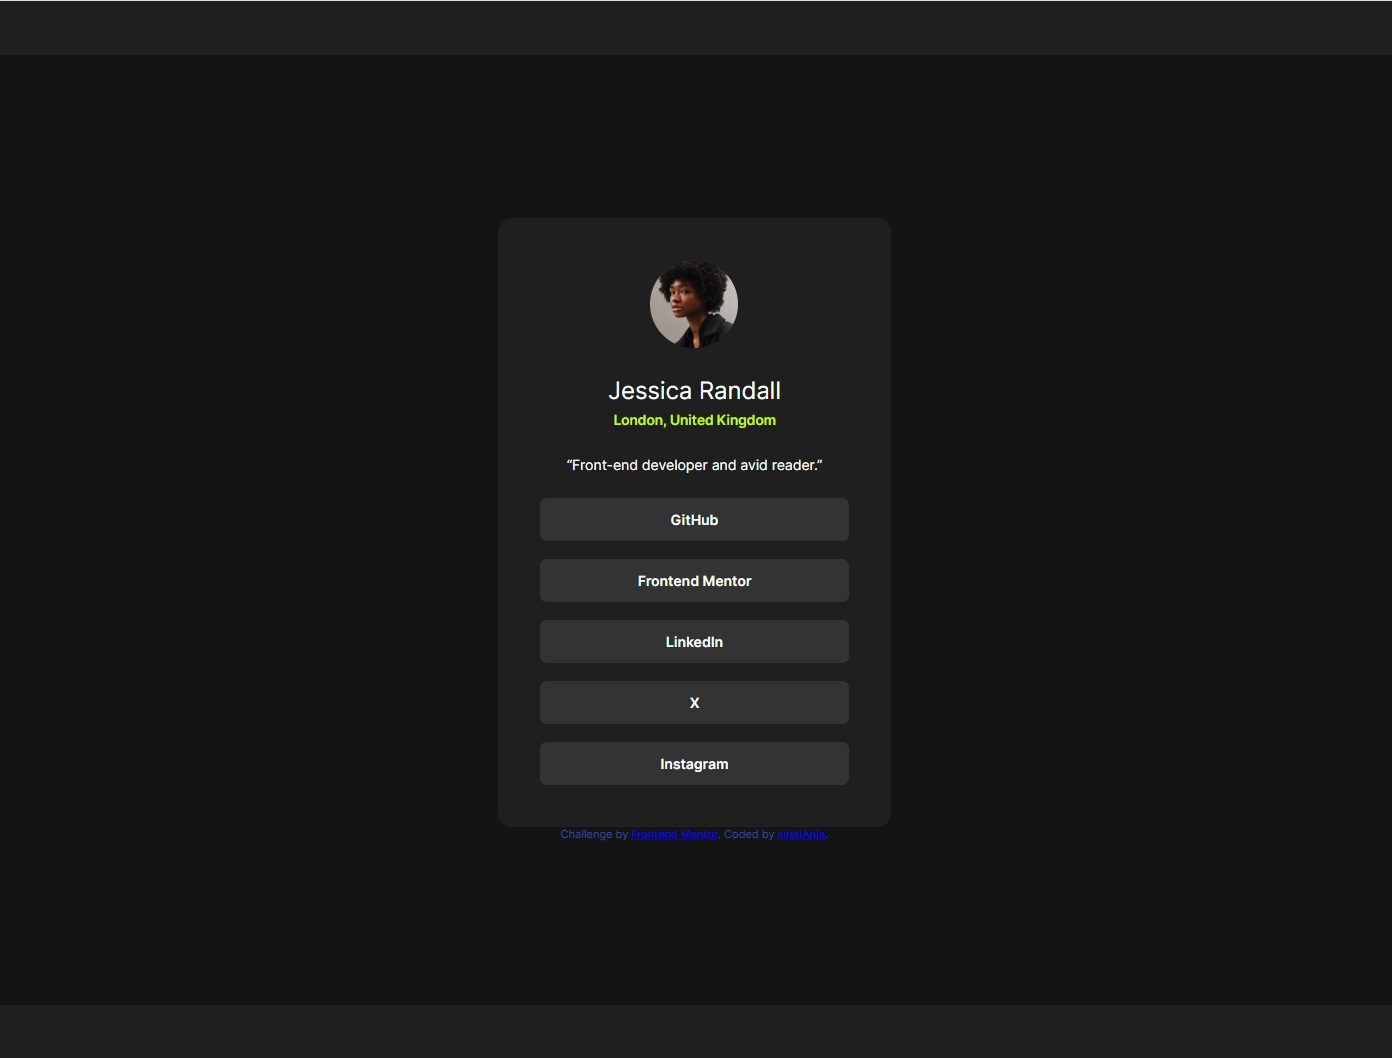 Jessica Randall
London, United Kingdom
“Front-end developer and avid reader.”
GitHub
Frontend Mentor
LinkedIn
X
Instagram
Challenge by Frontend Mentor. Coded by kirstiAnja.